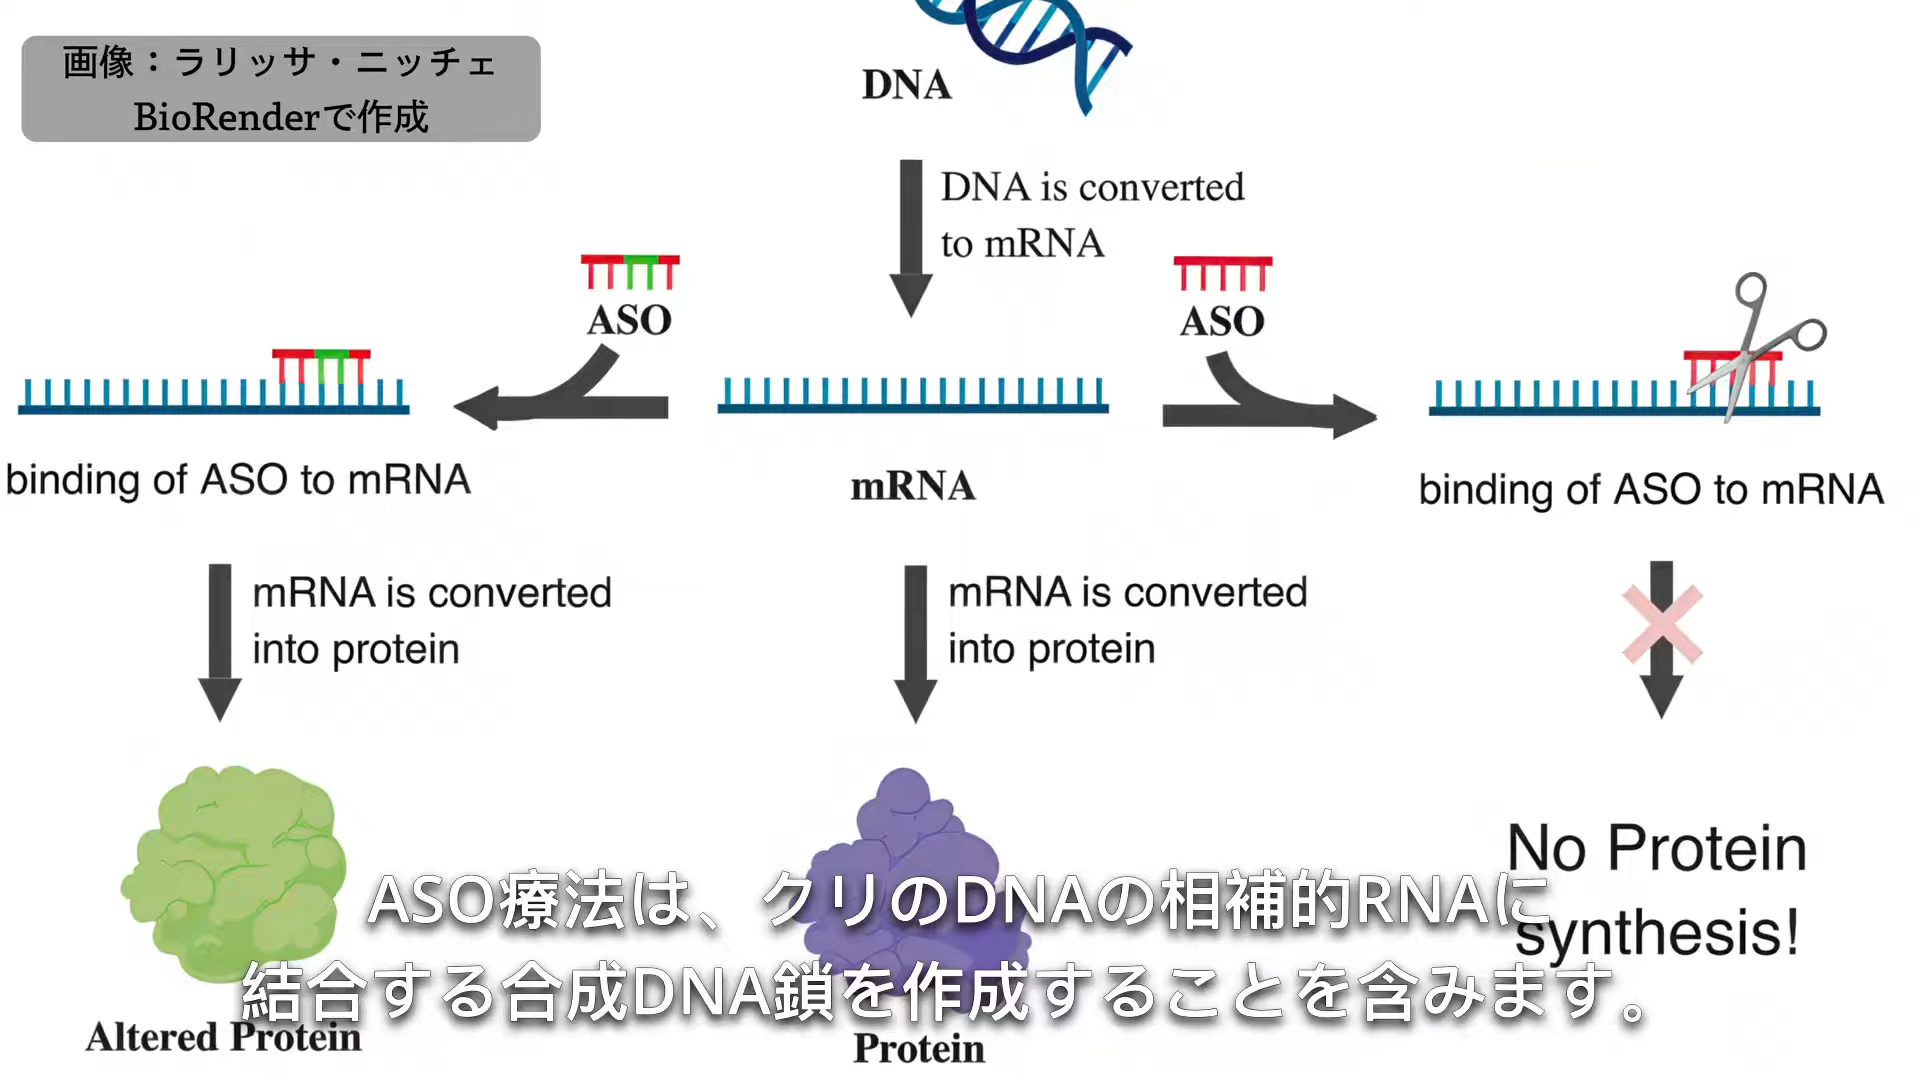 画像：ラリッサ・ニッチェ
BioRenderで作成
DNA
DNA is converted
to mRNA
ASO
ASO
binding of ASO to mRNA
mRNA
binding of ASO to mRNA
mRNA is converted
into protein
mRNA is converted
into protein
No Protein
synthesis!
ASO療法は、クリのDNAの相補的RNAに
結合する合成DNA鎖を作成することを含みます。
Altered Protein
Protein